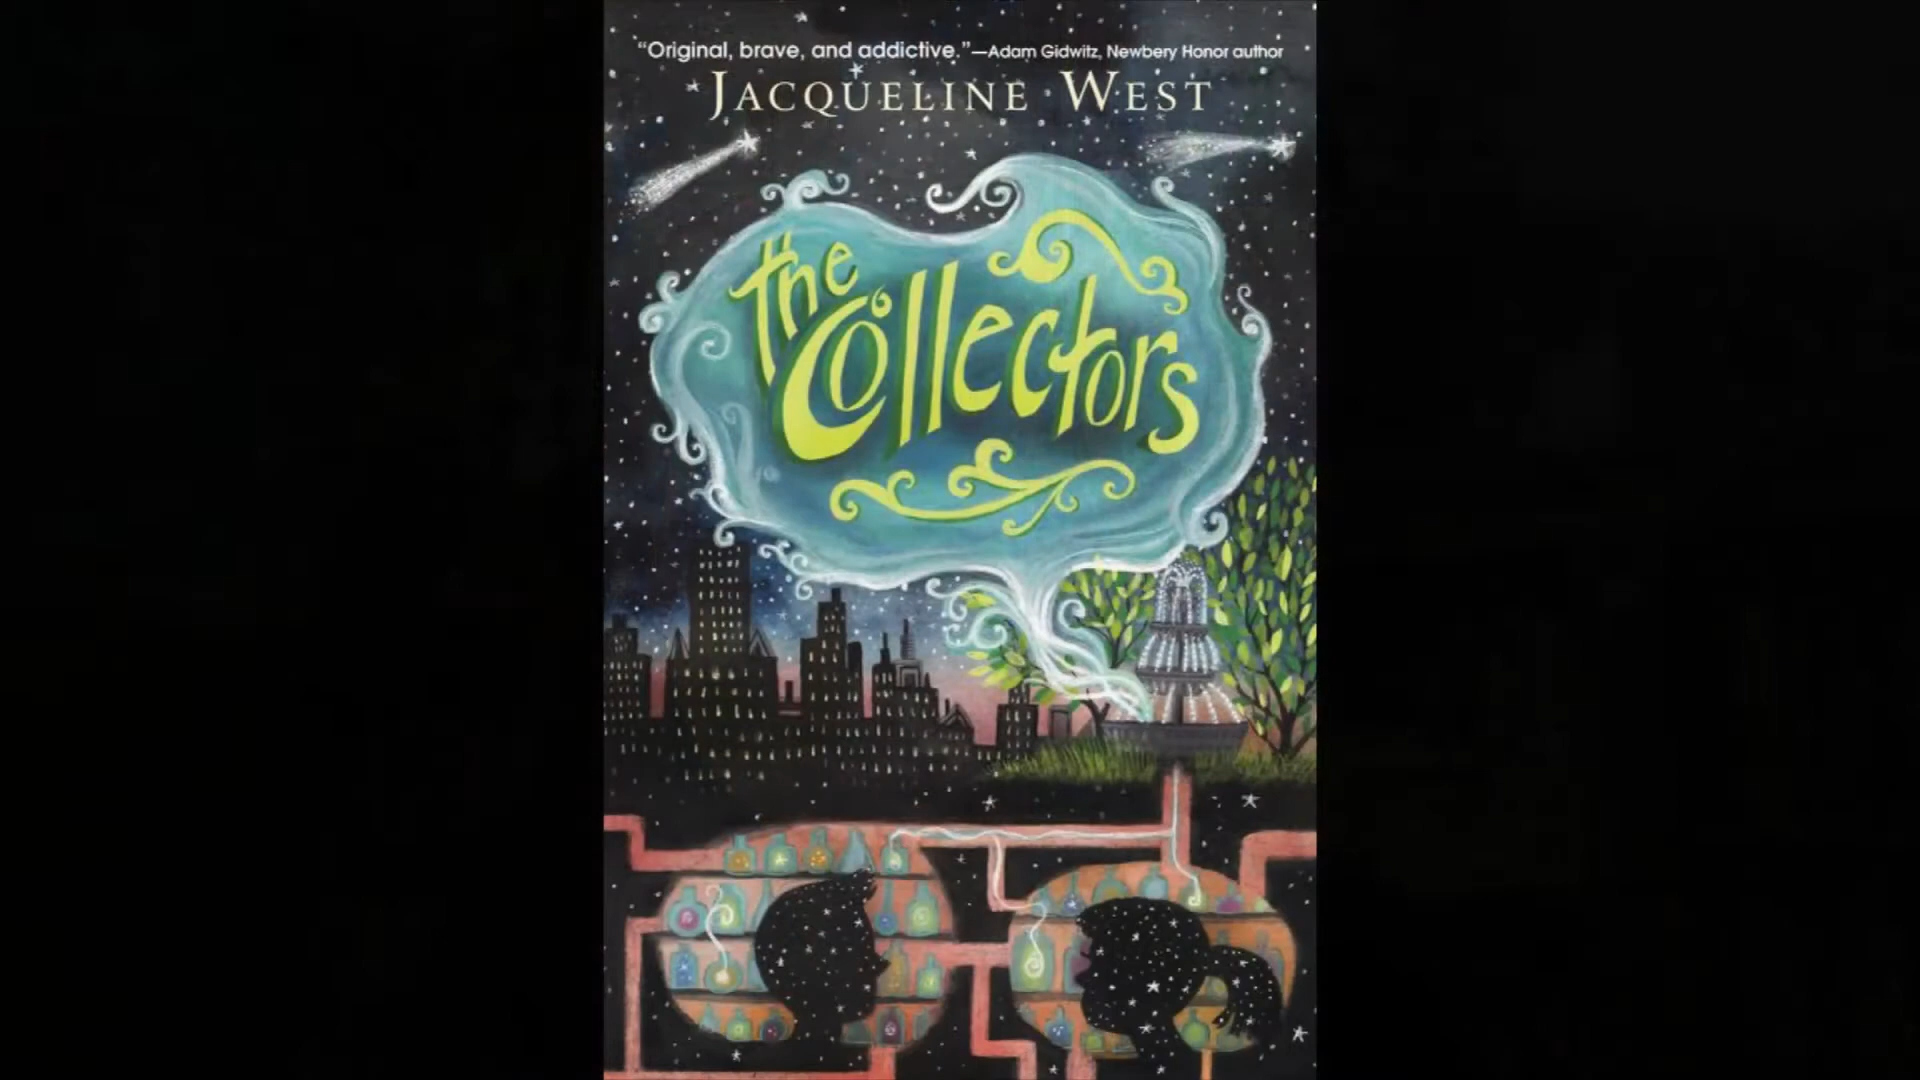 “Original, brave, and addictive.”—Adam Gidwitz, Newbery Honor author
JACQUELINE WEST
the
Collectors